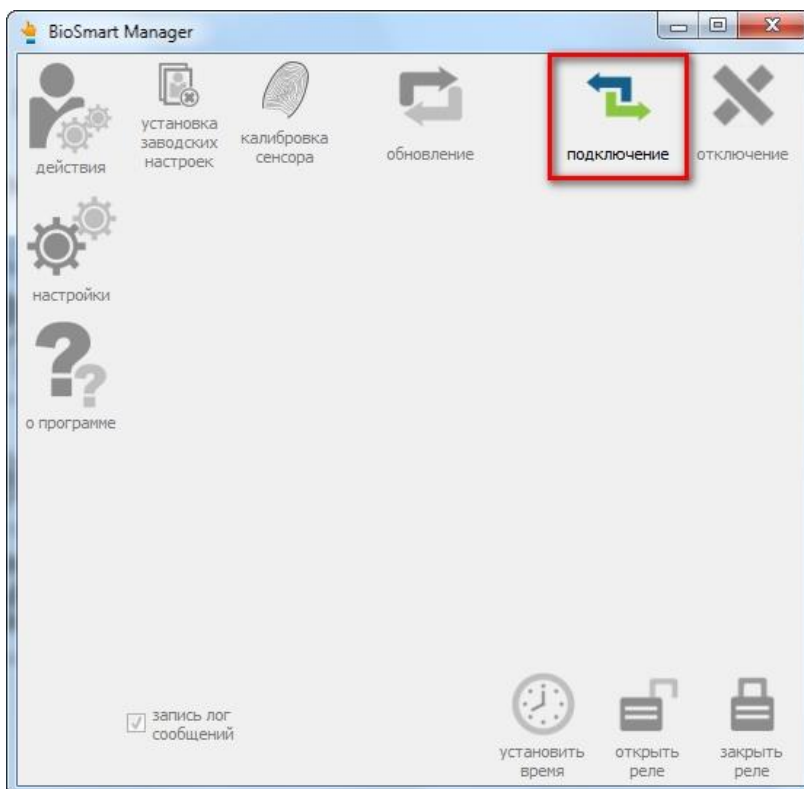 BioSmart Manager
действия
установка
заводских
настроек
калибровка
сенсора
обновление
подключение
отключение
настройки
о программе
запись лог
сообщений
установить
время
открыть
реле
закрыть
реле